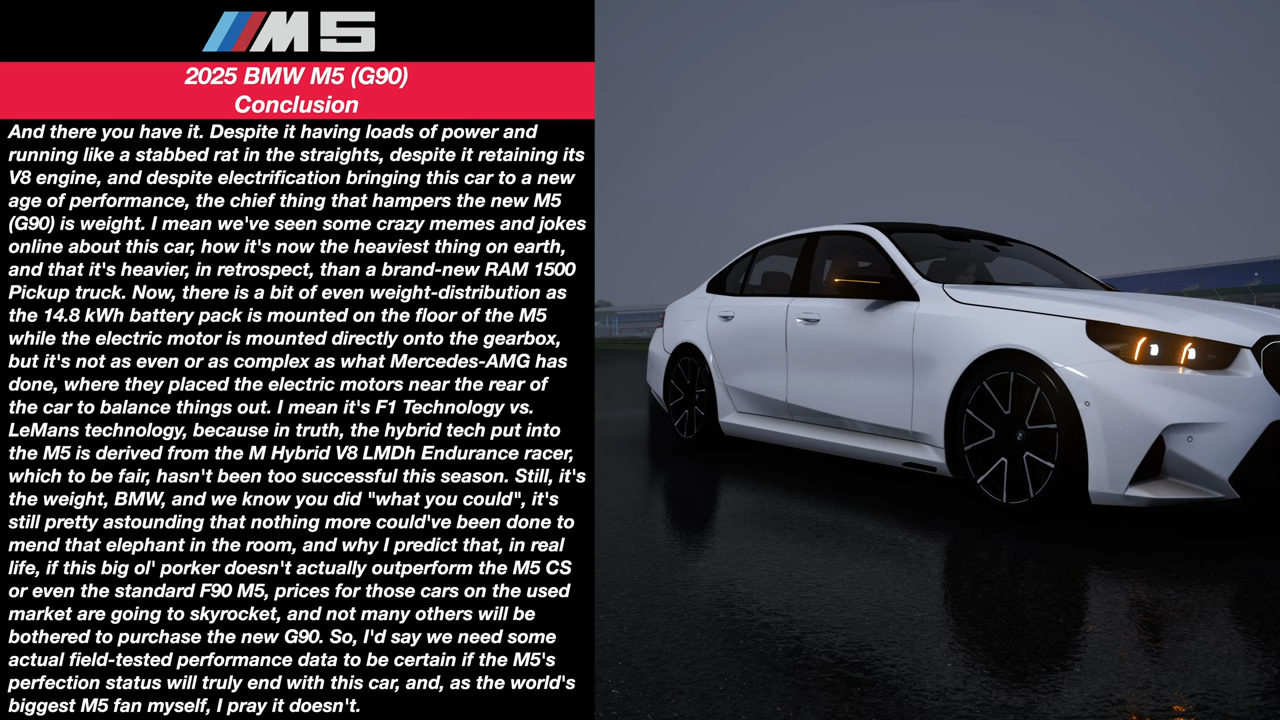 M5
2025 BMW M5 (G90)
Conclusion
And there you have it. Despite it having loads of power and
running like a stabbed rat in the straights, despite it retaining its
V8 engine, and despite electrification bringing this car to a new
age of performance, the chief thing that hampers the new M5
(G90) is weight. I mean we've seen some crazy memes and jokes
online about this car, how it's now the heaviest thing on earth,
and that it's heavier, in retrospect, than a brand-new RAM 1500
Pickup truck. Now, there is a bit of even weight-distribution as
the 14.8 kWh battery pack is mounted on the floor of the M5
while the electric motor is mounted directly onto the gearbox,
but it's not as even or as complex as what Mercedes-AMG has
done, where they placed the electric motors near the rear of
the car to balance things out. I mean it's F1 Technology vs.
LeMans technology, because in truth, the hybrid tech put into
the M5 is derived from the M Hybrid V8 LMDh Endurance racer,
which to be fair, hasn't been too successful this season. Still, it's
the weight, BMW, and we know you did "what you could", it's
still pretty astounding that nothing more could've been done to
mend that elephant in the room, and why I predict that, in real
life, if this big ol' porker doesn't actually outperform the M5 CS
or even the standard F90 M5, prices for those cars on the used
market are going to skyrocket, and not many others will be
bothered to purchase the new G90. So, I'd say we need some
actual field-tested performance data to be certain if the M5's
perfection status will truly end with this car, and, as the world's
biggest M5 fan myself, I pray it doesn't.